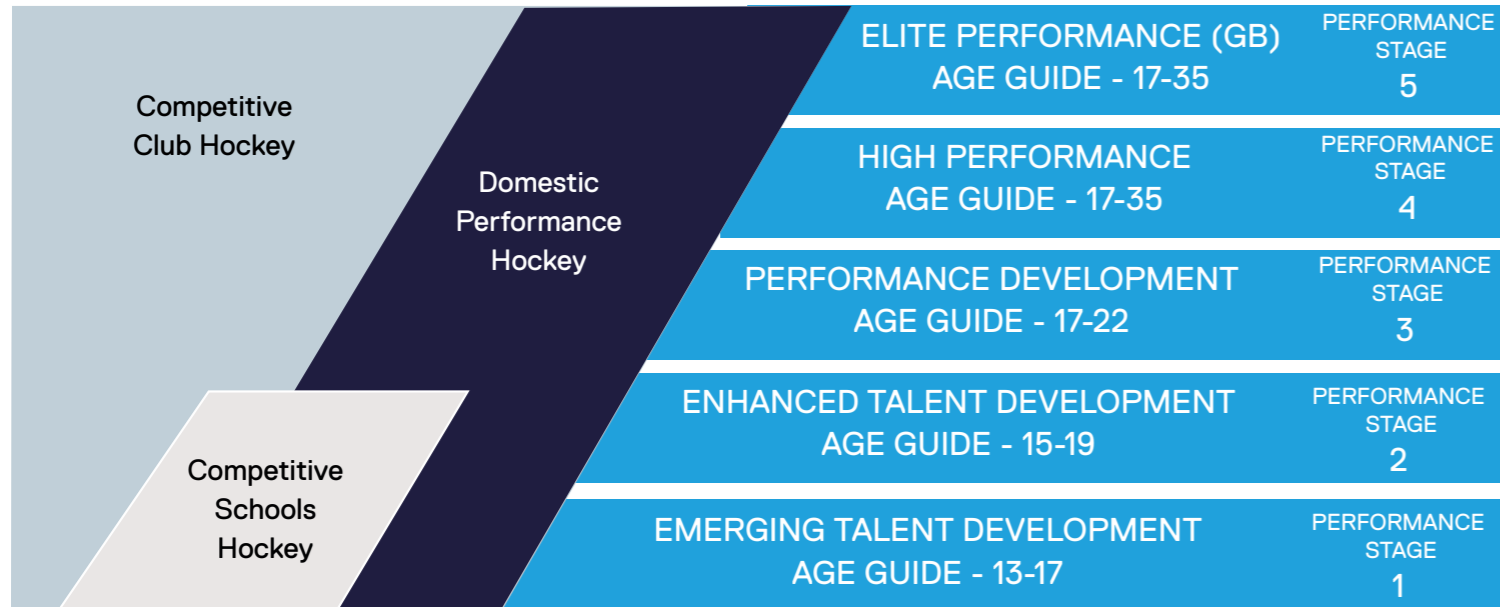 Competitive
Club Hockey
Domestic
Performance
Hockey
Competitive
Schools
Hockey
ELITE PERFORMANCE (GB)
AGE GUIDE - 17-35
PERFORMANCE
STAGE
5
HIGH PERFORMANCE
AGE GUIDE - 17-35
PERFORMANCE
STAGE
4
PERFORMANCE DEVELOPMENT
AGE GUIDE - 17-22
PERFORMANCE
STAGE
3
ENHANCED TALENT DEVELOPMENT
AGE GUIDE - 15-19
PERFORMANCE
STAGE
2
EMERGING TALENT DEVELOPMENT
AGE GUIDE - 13-17
PERFORMANCE
STAGE
1